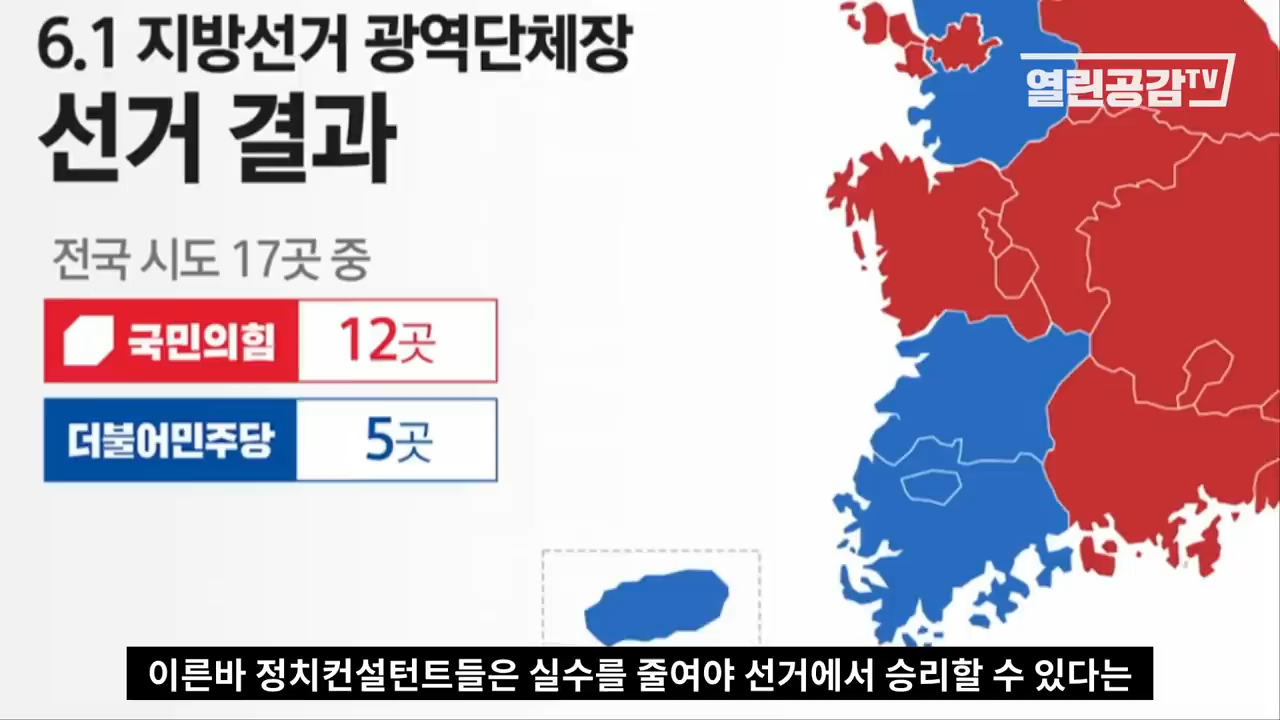 6.1 지방선거 광역단체장
선거 결과
열린공감TV
전국 시도 17곳 중
국민의힘 12곳
더불어민주당 5곳
이른바 정치컨설턴트들은 실수를 줄여야 선거에서 승리할 수 있다는